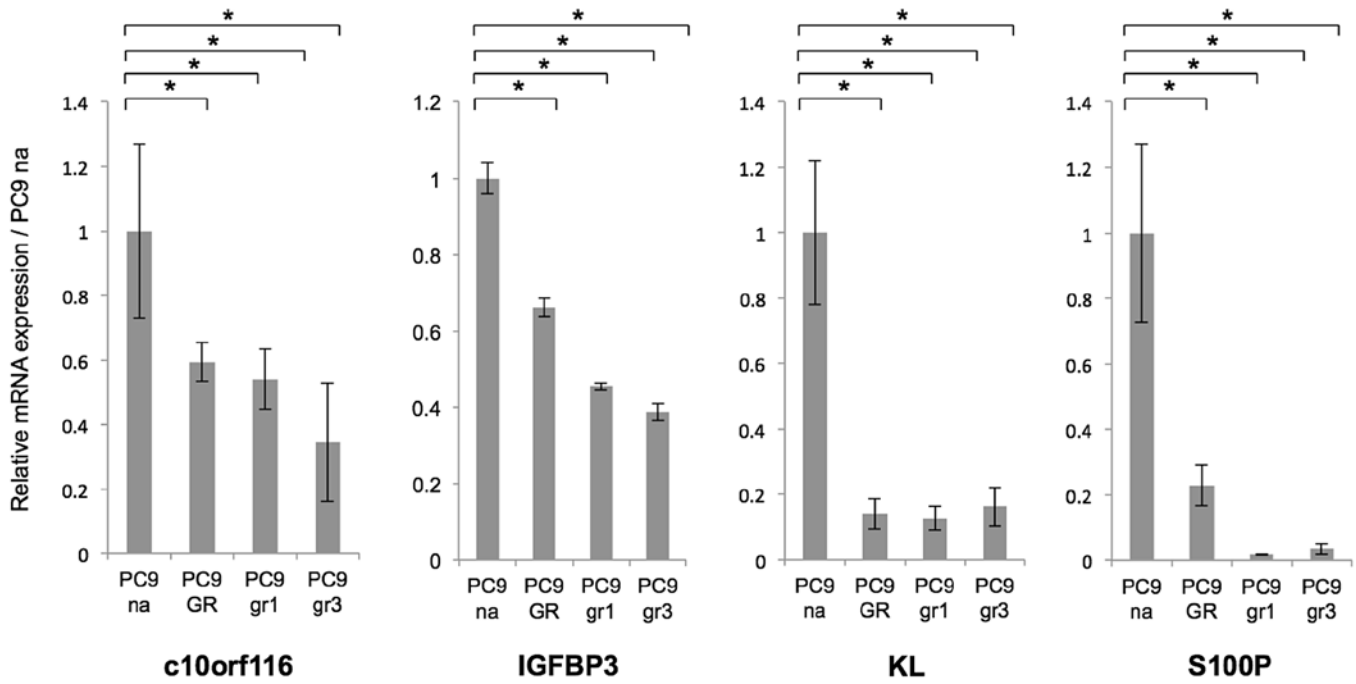 * * * *
* * * *
* * * *
* * * *
Relative mRNA expression / PC9 na
1.4
1.2
1
0.8
0.6
0.4
0.2
0
PC9 PC9 PC9 PC9
na GR gr1 gr3
c10orf116
1.2
1
0.8
0.6
0.4
0.2
0
PC9 PC9 PC9 PC9
na GR gr1 gr3
IGFBP3
1.4
1.2
1
0.8
0.6
0.4
0.2
0
PC9 PC9 PC9 PC9
na GR gr1 gr3
KL
1.4
1.2
1
0.8
0.6
0.4
0.2
0
PC9 PC9 PC9 PC9
na GR gr1 gr3
S100P